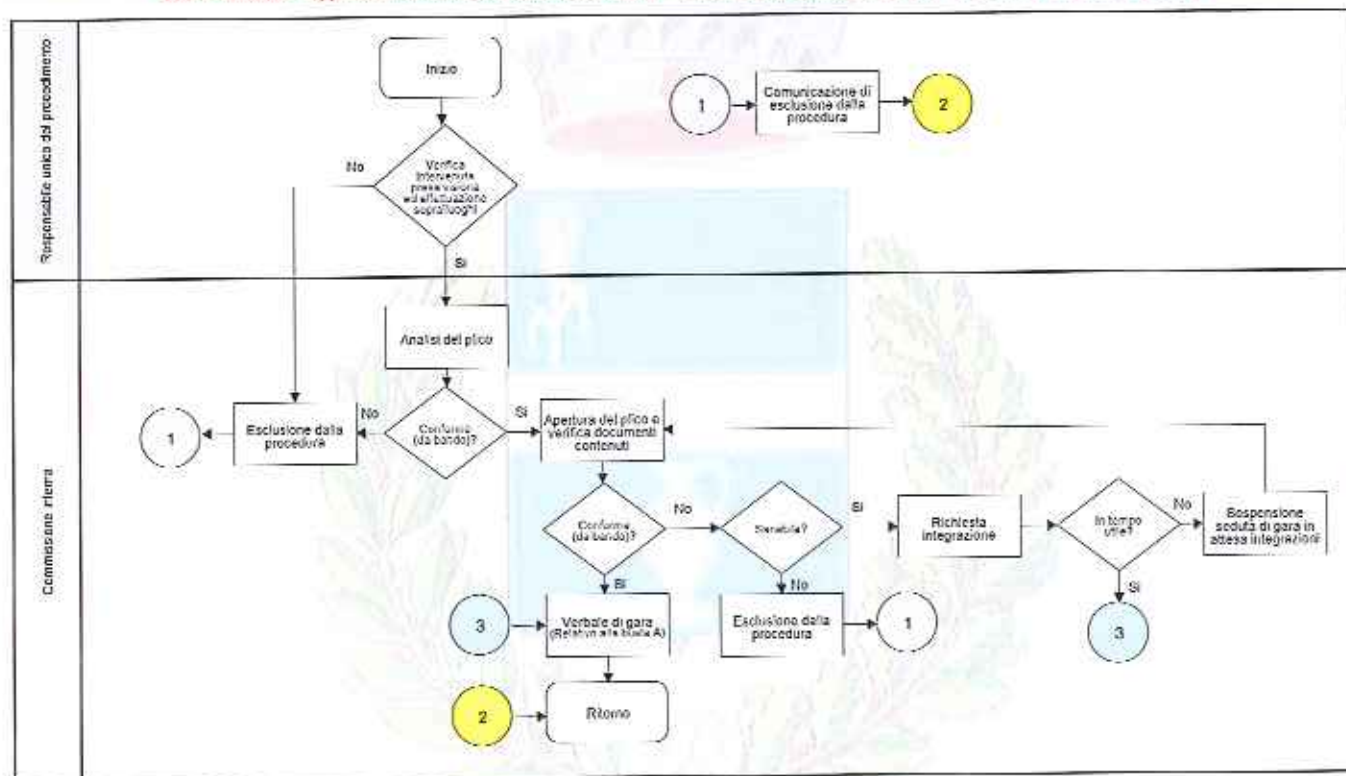 Responsabile unico del procedimento
Inizio
1
Comunicazione di
esclusione dalla
procedura
2
No
Verifica
intervenuta
presa visione
ed effettuazione
sopralluoghi
Si
Commissione interna
Analisi del plico
1
Esclusione dalla
procedura
No
Conforme
(da bando)?
Si
Apertura del plico e
verifica documenti
contenuti
Conforme
(da bando)?
No
Sanabile?
Si
Richiesta
integrazione
In tempo
utile?
No
Sospensione
seduta di gara in
attesa integrazioni
Si
No
Si
3
Verbale di gara
(Relativo alla busta A)
Esclusione dalla
procedura
1
3
2
Ritorno